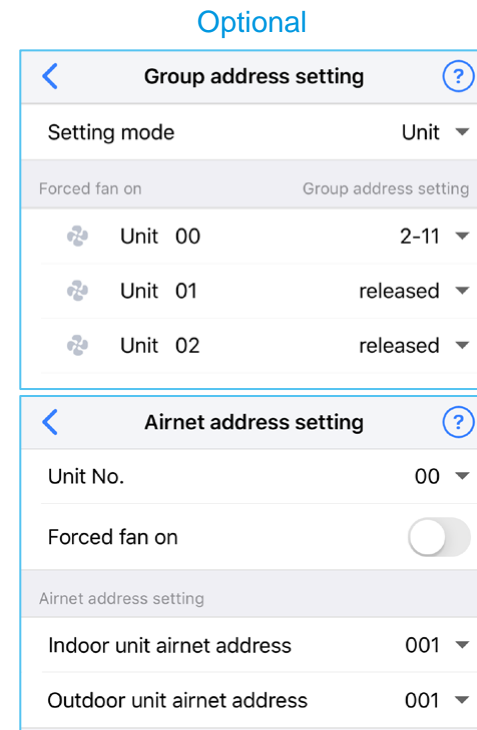 Optional
Group address setting ?
Setting mode Unit
Forced fan on Group address setting
Unit 00 2-11
Unit 01 released
Unit 02 released
Airnet address setting ?
Unit No. 00
Forced fan on
Airnet address setting
Indoor unit airnet address 001
Outdoor unit airnet address 001